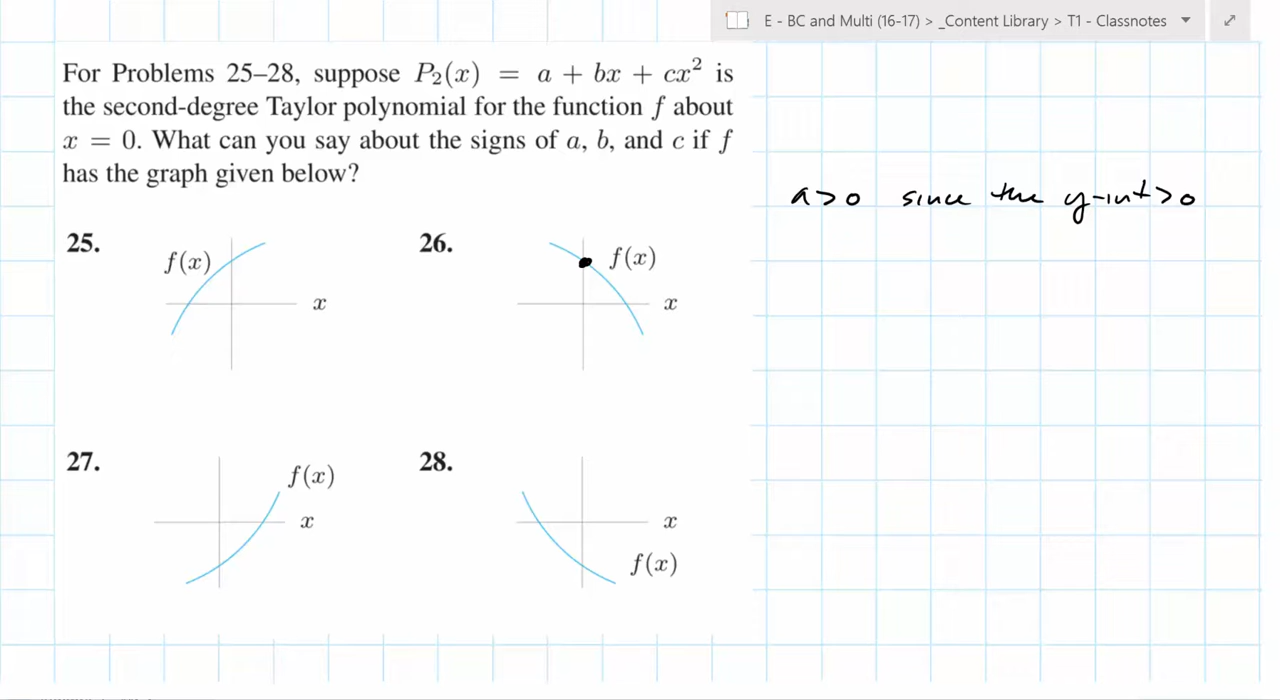 E - BC and Multi (16-17) > _Content Library > T1 - Classnotes
For Problems 25–28, suppose P₂(x) = a + bx + cx² is
the second-degree Taylor polynomial for the function f about
x = 0. What can you say about the signs of a, b, and c if f
has the graph given below?
a > 0 since the y-int > 0
25.
f(x)
x
26.
f(x)
x
27.
f(x)
x
28.
x
f(x)